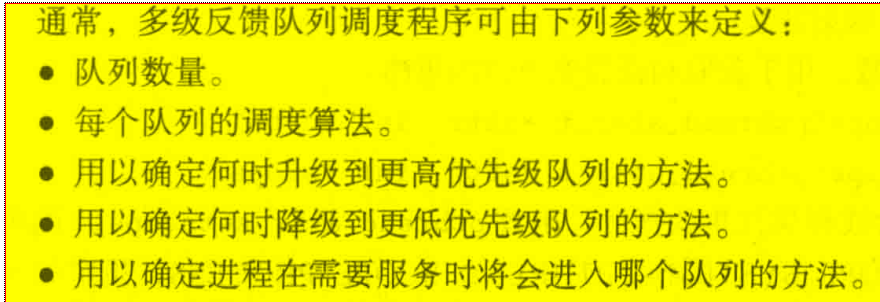 通常，多级反馈队列调度程序可由下列参数来定义：
● 队列数量。
● 每个队列的调度算法。
● 用以确定何时升级到更高优先级队列的方法。
● 用以确定何时降级到更低优先级队列的方法。
● 用以确定进程在需要服务时将会进入哪个队列的方法。